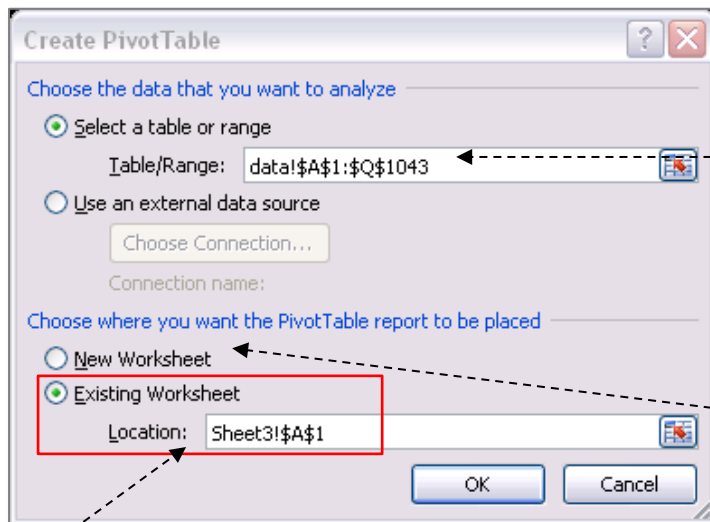 Create PivotTable
?
Choose the data that you want to analyze
Select a table or range
Table/Range: data!$A$1:$Q$1043
Use an external data source
Choose Connection...
Connection name:
Choose where you want the PivotTable report to be placed
New Worksheet
Existing Worksheet
Location: Sheet3!$A$1
OK Cancel